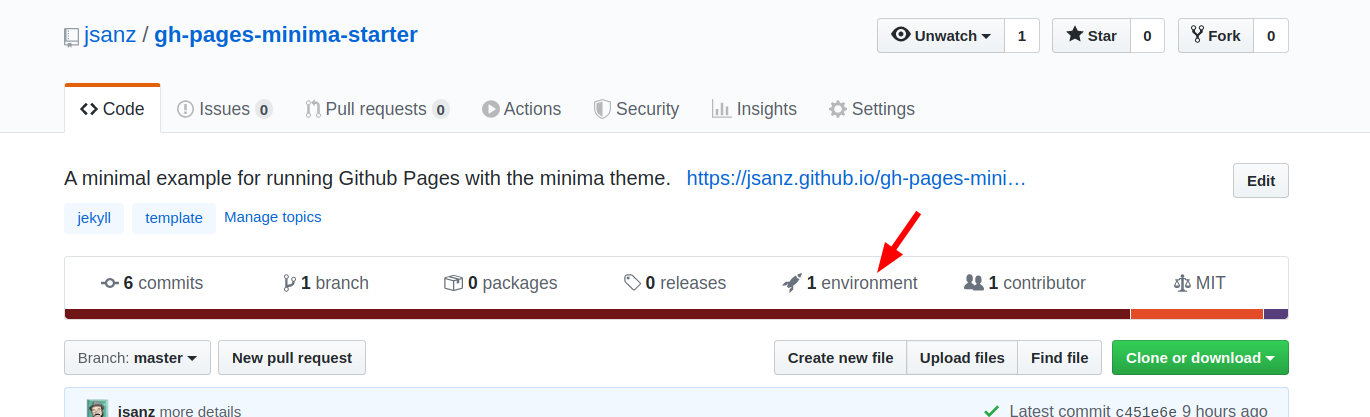 jsanz / gh-pages-minima-starter
Unwatch 1 Star 0 Fork 0
Code Issues 0 Pull requests 0 Actions Security Insights Settings
A minimal example for running Github Pages with the minima theme. https://jsanz.github.io/gh-pages-mini… Edit
jekyll template Manage topics
6 commits 1 branch 0 packages 0 releases 1 environment 1 contributor MIT
Branch: master New pull request Create new file Upload files Find file Clone or download
jsanz more details Latest commit c451e6e 9 hours ago